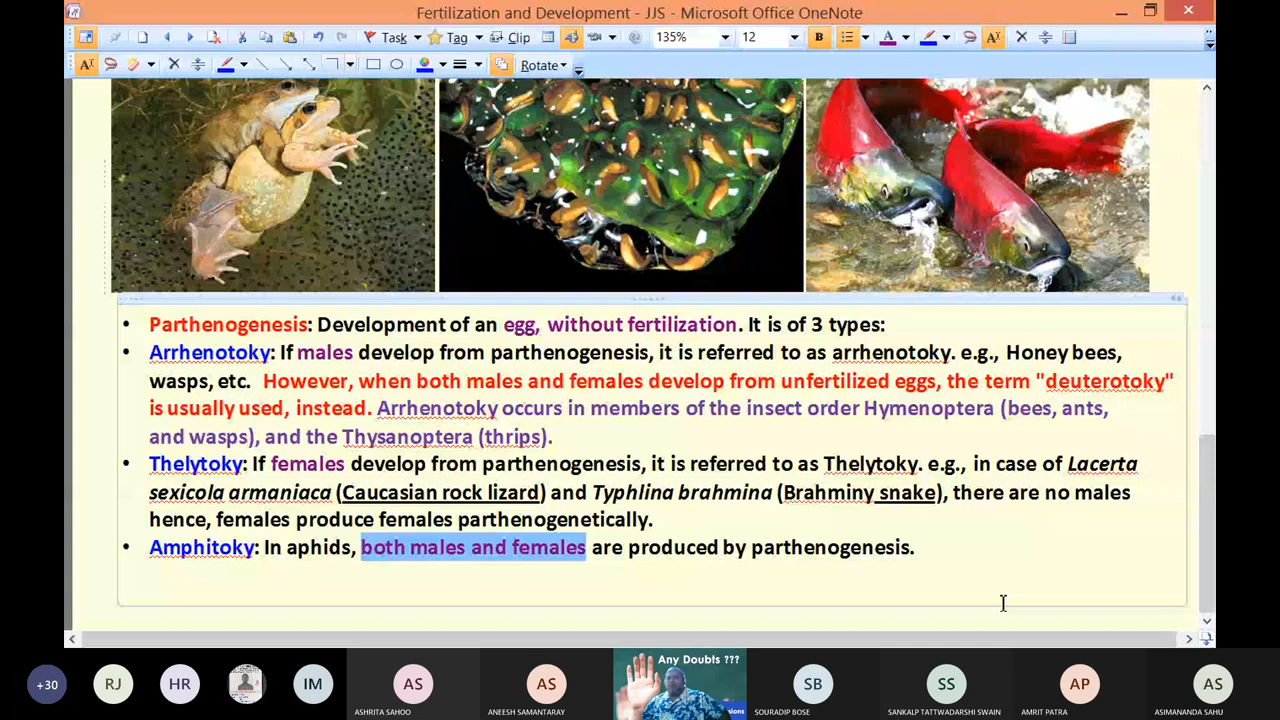 Fertilization and Development - JJS - Microsoft Office OneNote
Task Tag Clip 135% 12 B A A
A Rotate
Parthenogenesis: Development of an egg, without fertilization. It is of 3 types:
Arrhenotoky: If males develop from parthenogenesis, it is referred to as arrhenotoky. e.g., Honey bees,
wasps, etc. However, when both males and females develop from unfertilized eggs, the term "deuterotoky"
is usually used, instead. Arrhenotoky occurs in members of the insect order Hymenoptera (bees, ants,
and wasps), and the Thysanoptera (thrips).
Thelytoky: If females develop from parthenogenesis, it is referred to as Thelytoky. e.g., in case of Lacerta
sexicola armaniaca (Caucasian rock lizard) and Typhlina brahmina (Brahminy snake), there are no males
hence, females produce females parthenogenetically.
Amphitoky: In aphids, both males and females are produced by parthenogenesis.
+30 RJ HR IM AS AS Any Doubts ??? SB SS AP AS
ASHRITA SAHOO ANEESH SAMANTARAY SOURADIP BOSE SANKALP TATTWADARSHI SWAIN AMRIT PATRA ASIMANANDA SAHU